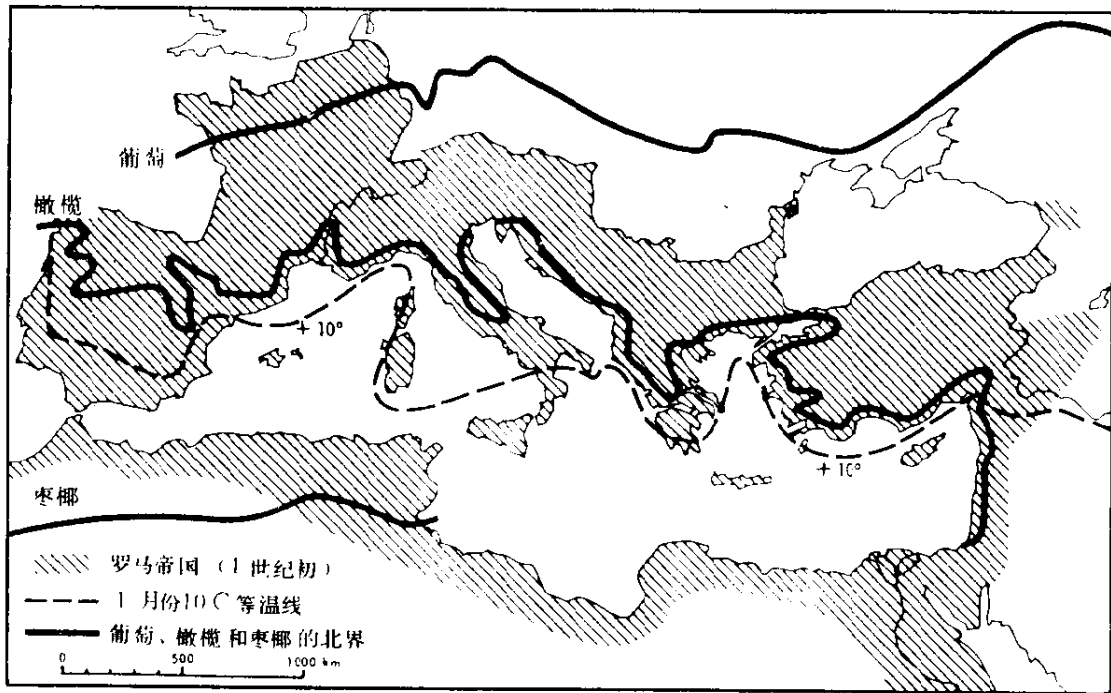 葡萄
橄榄
+ 10°
+ 10°
枣椰
罗马帝国 (1世纪初)
1月份10C等温线
葡萄、橄榄和枣椰的北界
0 500 1000 km